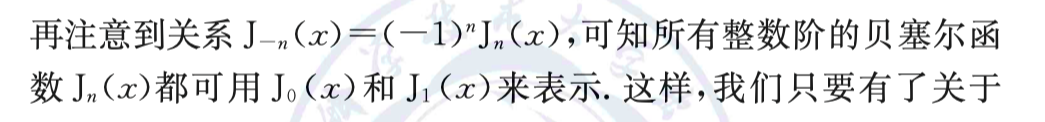 再注意到关系 J₋ₙ(x)=(−1)ⁿJₙ(x),可知所有整数阶的贝塞尔函
数 Jₙ(x)都可用 J₀(x)和 J₁(x)来表示. 这样,我们只要有了关于